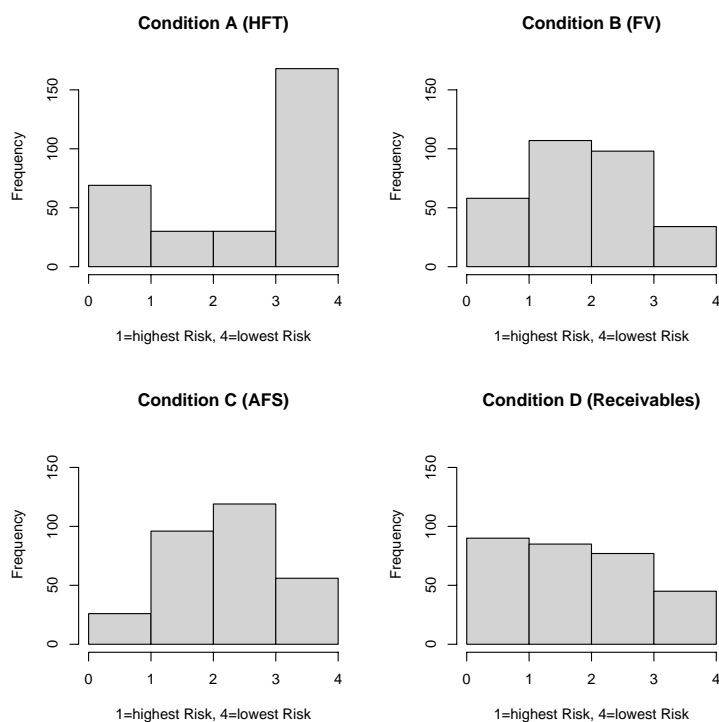 Condition A (HFT)
Frequency
150
100
50
0
0 1 2 3 4
1=highest Risk, 4=lowest Risk
Condition B (FV)
Frequency
150
100
50
0
0 1 2 3 4
1=highest Risk, 4=lowest Risk
Condition C (AFS)
Frequency
150
100
50
0
0 1 2 3 4
1=highest Risk, 4=lowest Risk
Condition D (Receivables)
Frequency
150
100
50
0
0 1 2 3 4
1=highest Risk, 4=lowest Risk